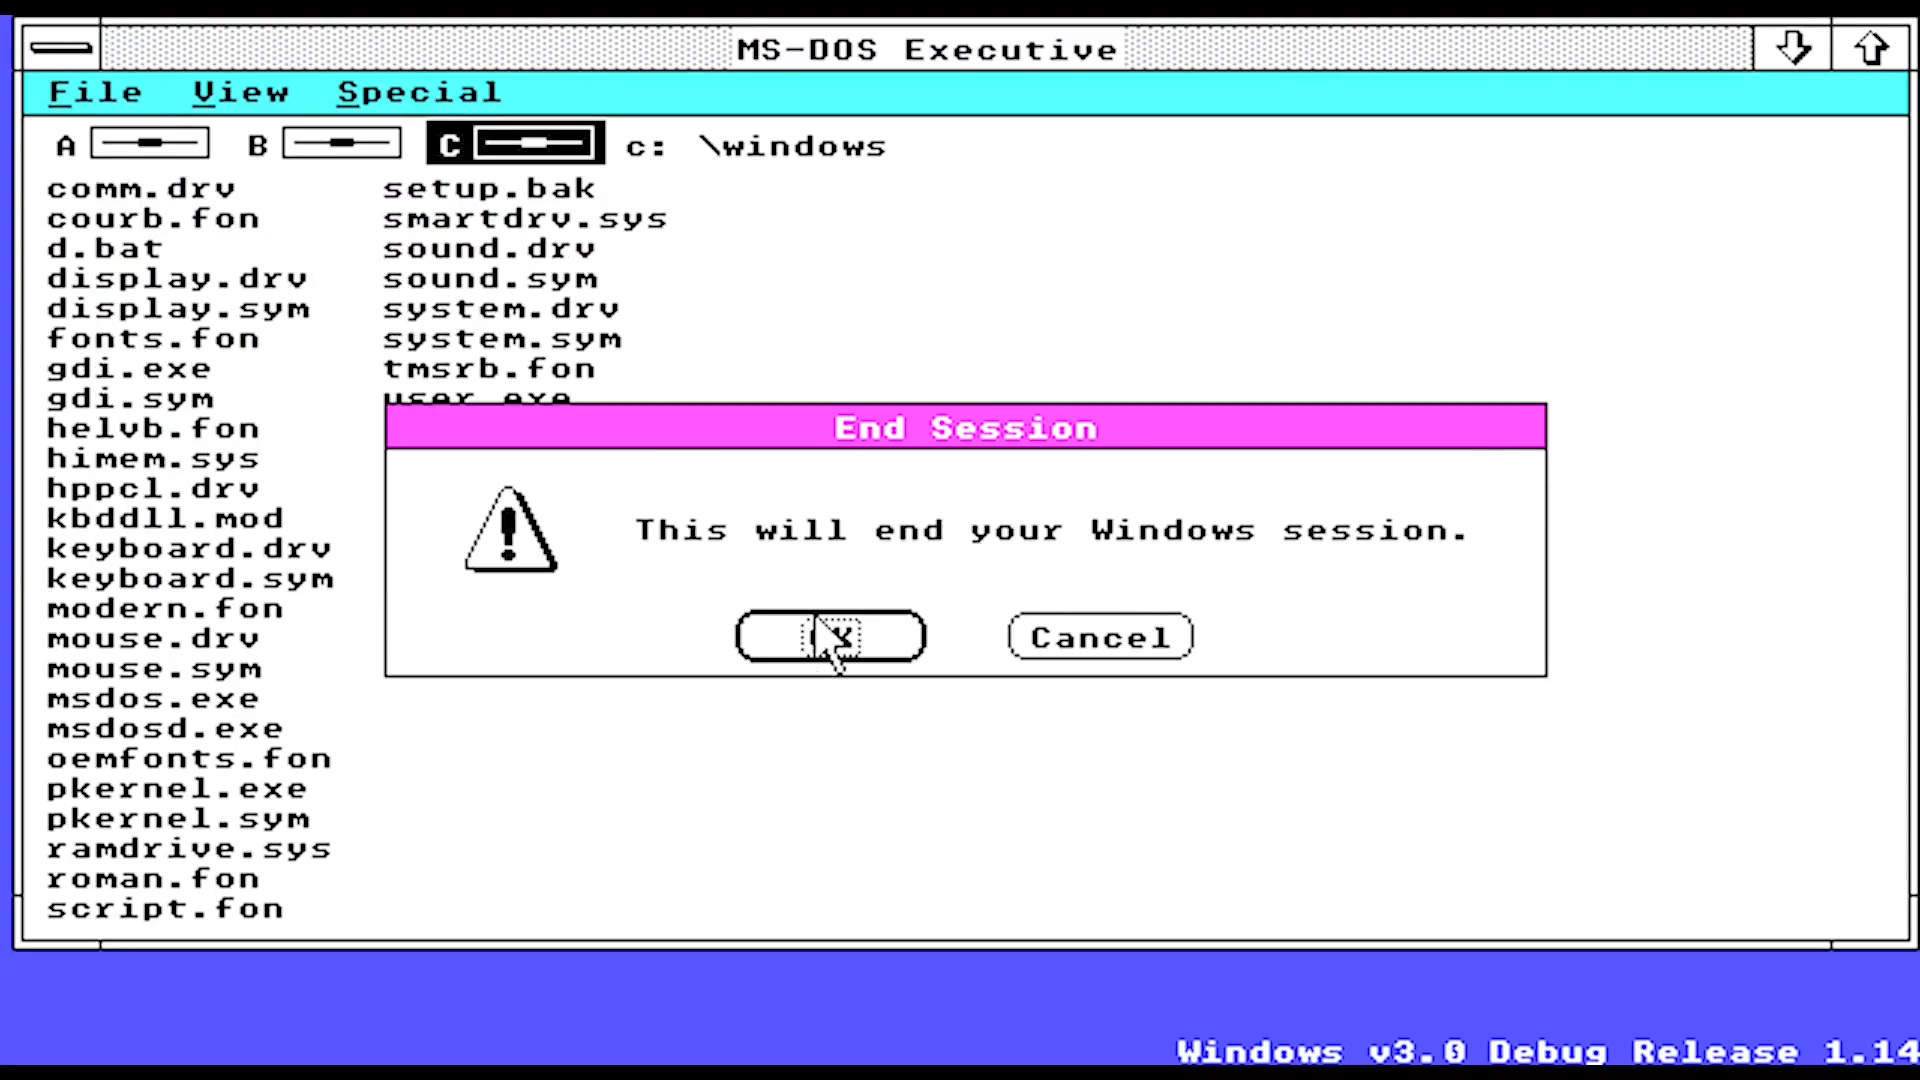 MS-DOS Executive
File View Special
A B C c: \windows
comm.drv setup.bak
courb.fon smartdrv.sys
d.bat sound.drv
display.drv sound.sym
display.sym system.drv
fonts.fon system.sym
gdi.exe tmsrb.fon
gdi.sym user.exe
helvb.fon
himem.sys
hppcl.drv
kbddll.mod
keyboard.drv
keyboard.sym
modern.fon
mouse.drv
mouse.sym
msdos.exe
msdosd.exe
oemfonts.fon
pkernel.exe
pkernel.sym
ramdrive.sys
roman.fon
script.fon
End Session
This will end your Windows session.
OK Cancel
Windows v3.0 Debug Release 1.14